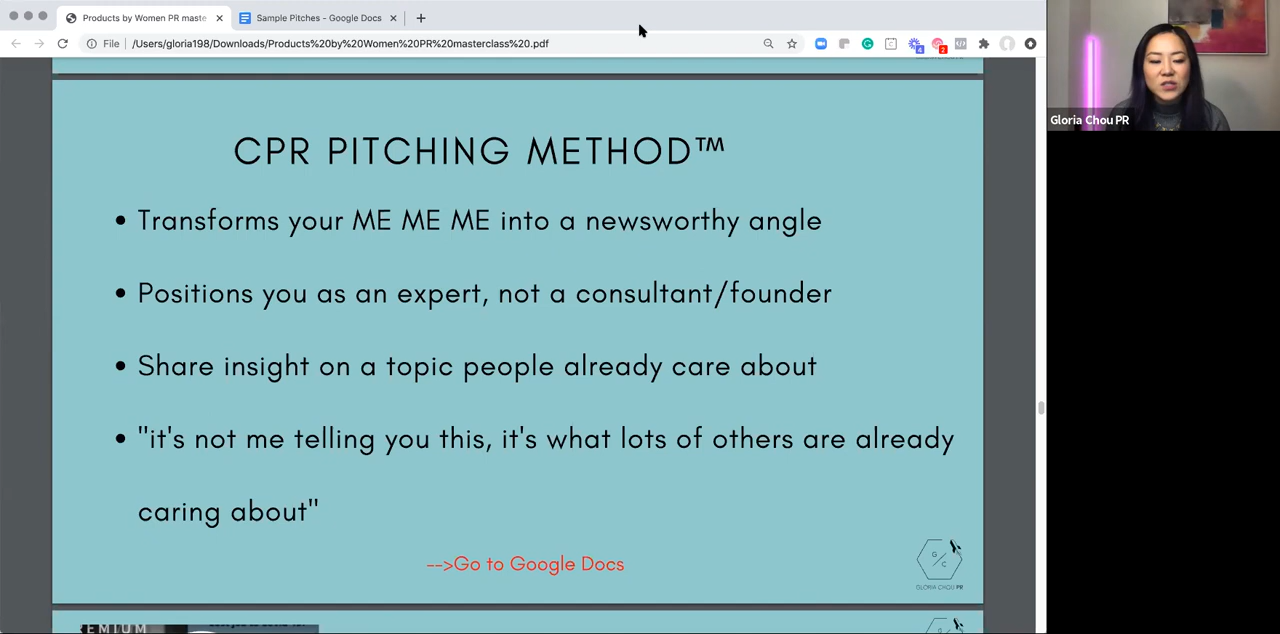 Products by Women PR maste
Sample Pitches - Google Docs
File
/Users/gloria198/Downloads/Products%20by%20Women%20PR%20masterclass%20.pdf
4
2
Gloria Chou PR
CPR PITCHING METHOD™
• Transforms your ME ME ME into a newsworthy angle
• Positions you as an expert, not a consultant/founder
• Share insight on a topic people already care about
• "it's not me telling you this, it's what lots of others are already
caring about"
-->Go to Google Docs
G/C
GLORIA CHOU PR
EMIUM